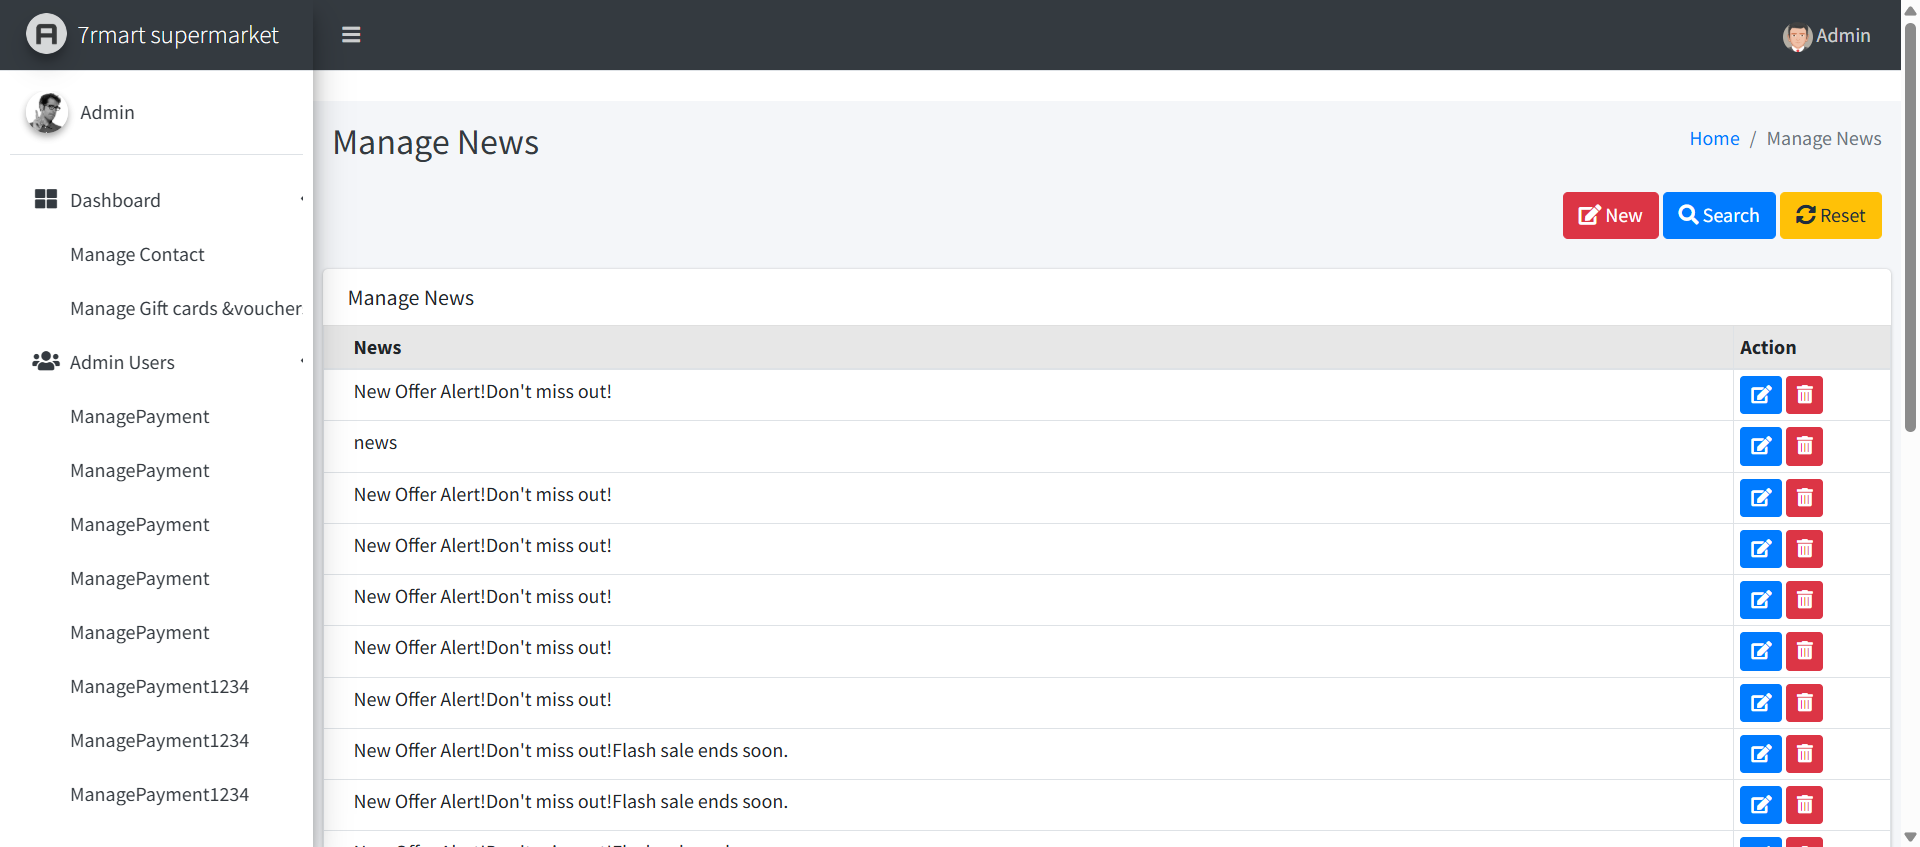 7rmart supermarket
Admin
Admin
Manage News
Home / Manage News
Dashboard
Manage Contact
Manage Gift cards &voucher
Admin Users
ManagePayment
ManagePayment
ManagePayment
ManagePayment
ManagePayment
ManagePayment1234
ManagePayment1234
ManagePayment1234
New Search Reset
Manage News
News Action
New Offer Alert!Don't miss out!
news
New Offer Alert!Don't miss out!
New Offer Alert!Don't miss out!
New Offer Alert!Don't miss out!
New Offer Alert!Don't miss out!
New Offer Alert!Don't miss out!
New Offer Alert!Don't miss out!Flash sale ends soon.
New Offer Alert!Don't miss out!Flash sale ends soon.